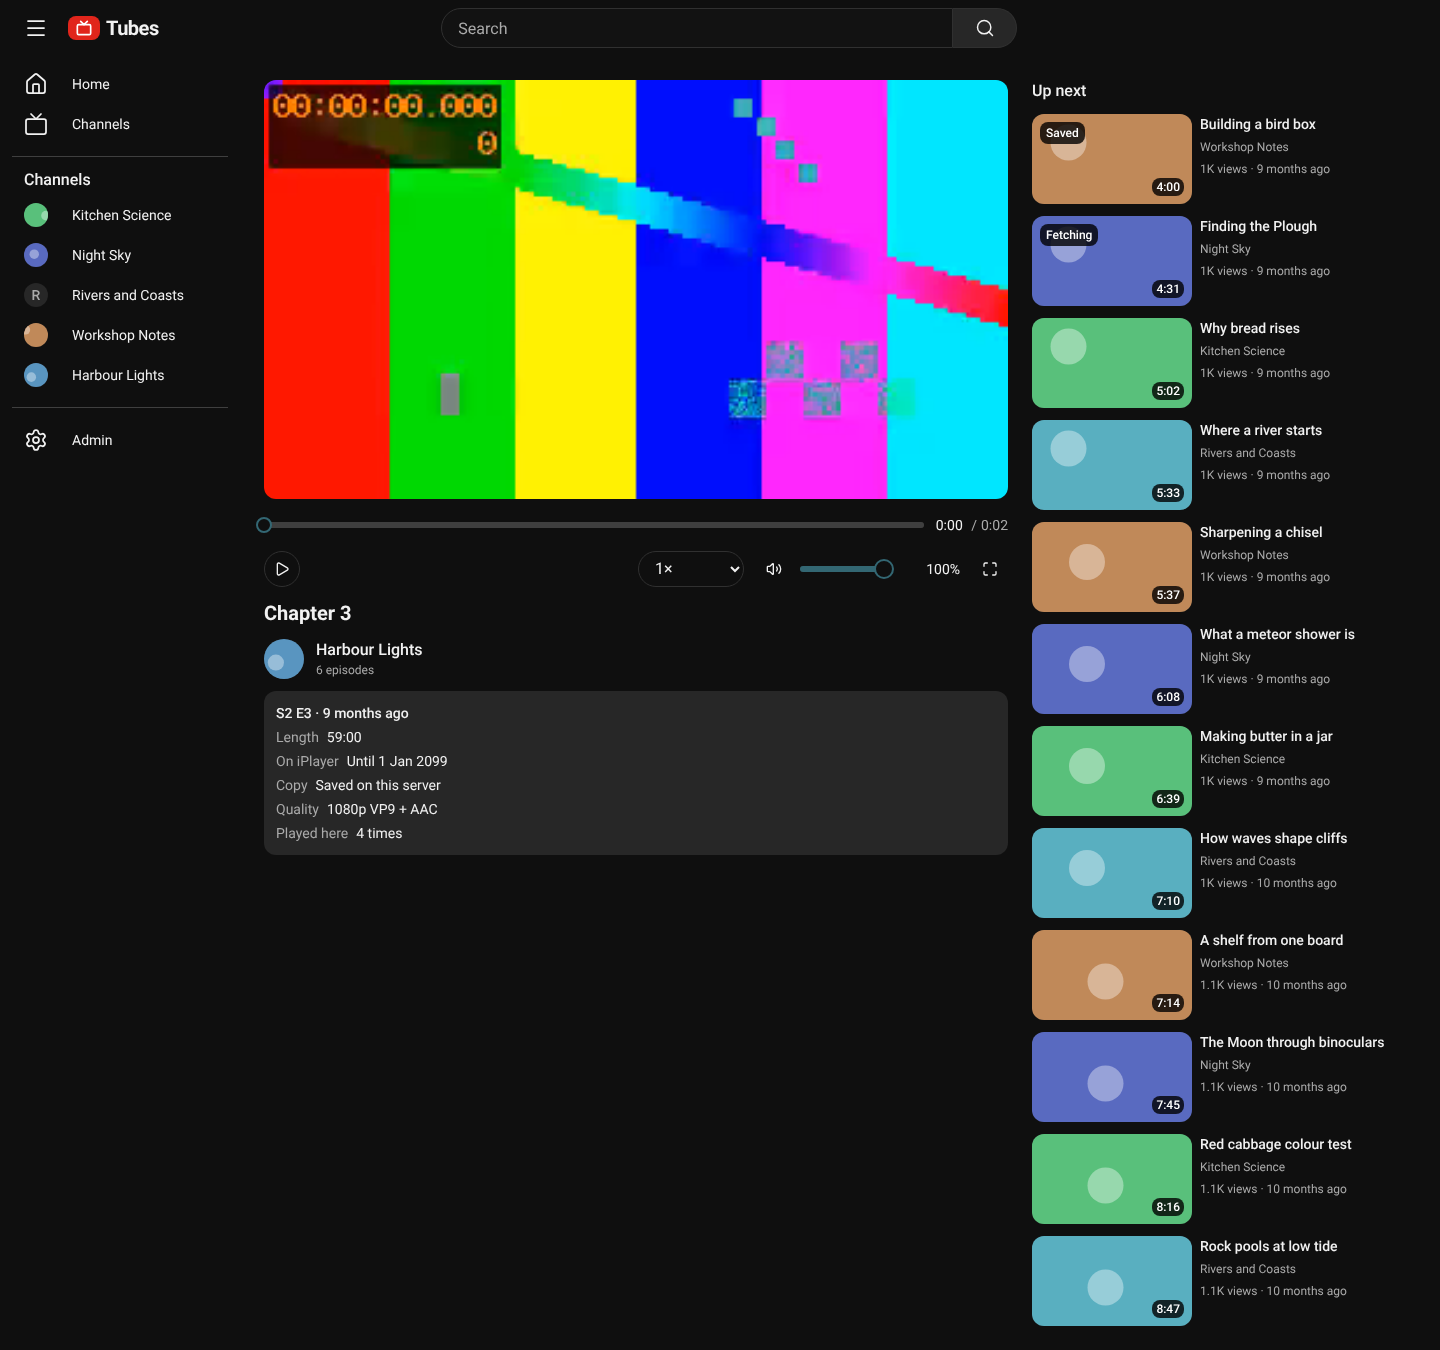 Tubes
Search
Home
Channels
Channels
Kitchen Science
Night Sky
R
Rivers and Coasts
Workshop Notes
Harbour Lights
Admin
00:00:00.000
0
0:00 / 0:02
1×
100%
Chapter 3
Harbour Lights
6 episodes
S2 E3 · 9 months ago
Length 59:00
On iPlayer Until 1 Jan 2099
Copy Saved on this server
Quality 1080p VP9 + AAC
Played here 4 times
Up next
Saved
4:00
Building a bird box
Workshop Notes
1K views · 9 months ago
Fetching
4:31
Finding the Plough
Night Sky
1K views · 9 months ago
5:02
Why bread rises
Kitchen Science
1K views · 9 months ago
5:33
Where a river starts
Rivers and Coasts
1K views · 9 months ago
5:37
Sharpening a chisel
Workshop Notes
1K views · 9 months ago
6:08
What a meteor shower is
Night Sky
1K views · 9 months ago
6:39
Making butter in a jar
Kitchen Science
1K views · 9 months ago
7:10
How waves shape cliffs
Rivers and Coasts
1K views · 10 months ago
7:14
A shelf from one board
Workshop Notes
1.1K views · 10 months ago
7:45
The Moon through binoculars
Night Sky
1.1K views · 10 months ago
8:16
Red cabbage colour test
Kitchen Science
1.1K views · 10 months ago
8:47
Rock pools at low tide
Rivers and Coasts
1.1K views · 10 months ago